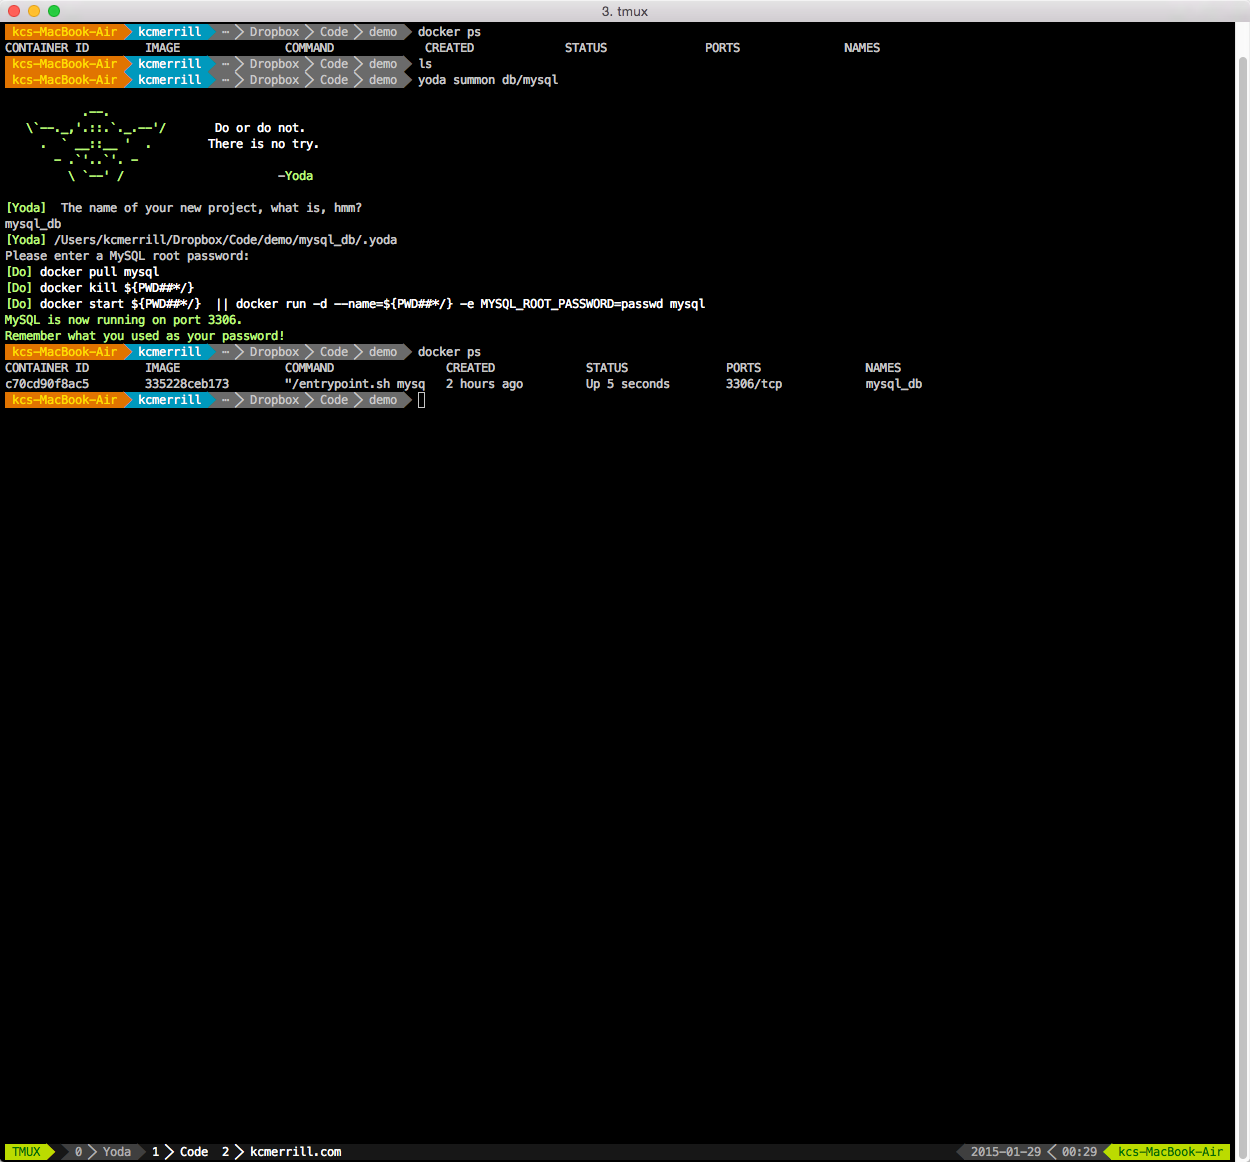 3. tmux
kcs-MacBook-Air kcmerrill ⋯ Dropbox Code demo docker ps
CONTAINER ID IMAGE COMMAND CREATED STATUS PORTS NAMES
kcs-MacBook-Air kcmerrill ⋯ Dropbox Code demo ls
kcs-MacBook-Air kcmerrill ⋯ Dropbox Code demo yoda summon db/mysql
.--.
\`--._,'.::.`._.--'/ Do or do not.
. ` __::__ ' . There is no try.
- .`'..`'. -
\ `--' / -Yoda
[Yoda] The name of your new project, what is, hmm?
mysql_db
[Yoda] /Users/kcmerrill/Dropbox/Code/demo/mysql_db/.yoda
Please enter a MySQL root password:
[Do] docker pull mysql
[Do] docker kill ${PWD##*/}
[Do] docker start ${PWD##*/} || docker run -d --name=${PWD##*/} -e MYSQL_ROOT_PASSWORD=passwd mysql
MySQL is now running on port 3306.
Remember what you used as your password!
kcs-MacBook-Air kcmerrill ⋯ Dropbox Code demo docker ps
CONTAINER ID IMAGE COMMAND CREATED STATUS PORTS NAMES
c70cd90f8ac5 335228ceb173 "/entrypoint.sh mysq 2 hours ago Up 5 seconds 3306/tcp mysql_db
kcs-MacBook-Air kcmerrill ⋯ Dropbox Code demo
TMUX 0 Yoda 1 Code 2 kcmerrill.com 2015-01-29 00:29 kcs-MacBook-Air